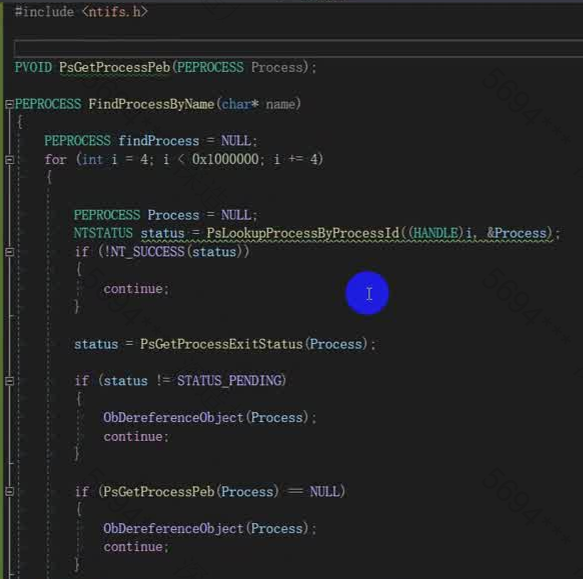 #include <ntifs.h>
PVOID PsGetProcessPeb(PEPROCESS Process);
PEPROCESS FindProcessByName(char* name)
{
PEPROCESS findProcess = NULL;
for (int i = 4; i < 0x1000000; i += 4)
{
PEPROCESS Process = NULL;
NTSTATUS status = PsLookupProcessByProcessId((HANDLE)i, &Process);
if (!NT_SUCCESS(status))
{
continue;
}
status = PsGetProcessExitStatus(Process);
if (status != STATUS_PENDING)
{
ObDereferenceObject(Process);
continue;
}
if (PsGetProcessPeb(Process) == NULL)
{
ObDereferenceObject(Process);
continue;
}